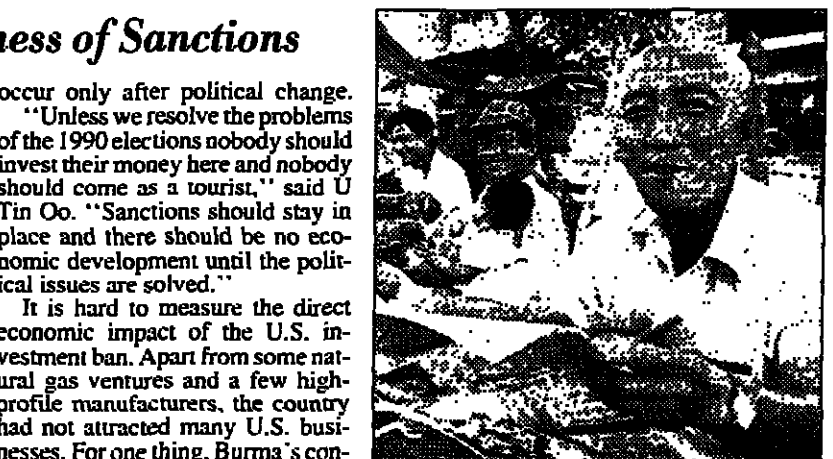 ness of Sanctions
occur only after political change.
“Unless we resolve the problems
of the 1990 elections nobody should
invest their money here and nobody
should come as a tourist,” said U
Tin Oo. “Sanctions should stay in
place and there should be no eco-
nomic development until the polit-
ical issues are solved.”
It is hard to measure the direct
economic impact of the U.S. in-
vestment ban. Apart from some nat-
ural gas ventures and a few high-
profile manufacturers, the country
had not attracted many U.S. busi-
nesses. For one thing, Burma's con-